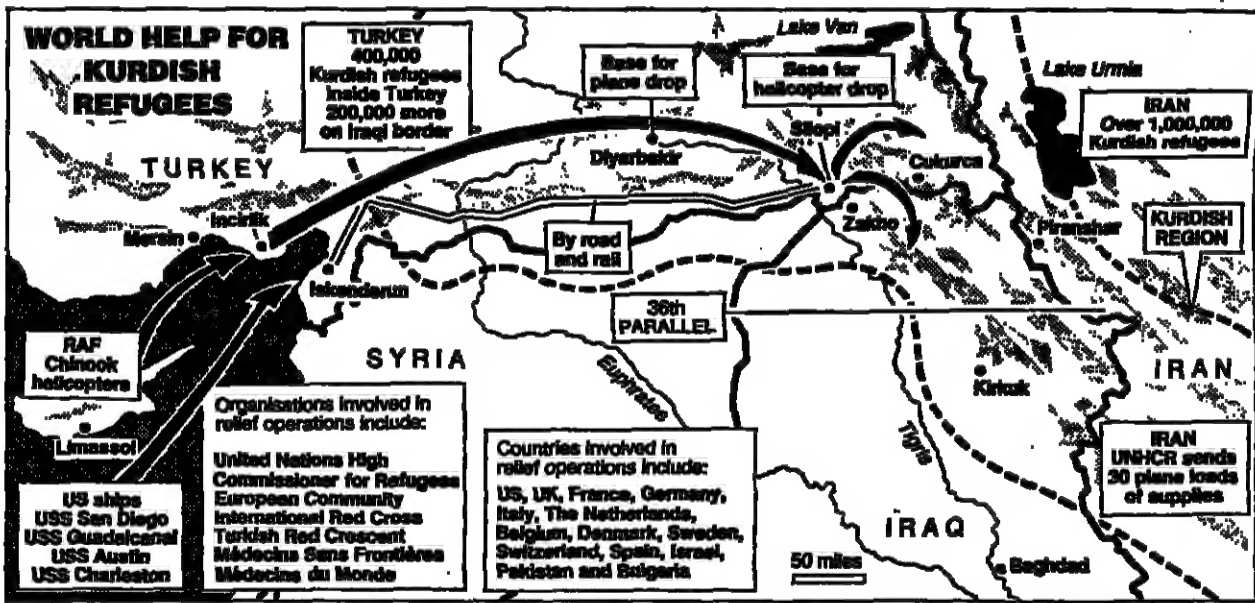 WORLD HELP FOR
KURDISH
REFUGEES
TURKEY
400,000
Kurdish refugees
inside Turkey
200,000 more
on Iraqi border
Base for
plane drop
Lake Van
Base for
helicopter drop
Lake Urmia
IRAN
Over 1,000,000
Kurdish refugees
TURKEY
Silopi
Diyarbakir
Cukurca
Incirlik
Mersin
Zakho
Piranshar
KURDISH
REGION
By road
and rail
Iskenderun
36th
PARALLEL
RAF
Chinook
helicopters
SYRIA
Euphrates
IRAN
Kirkuk
Limassol
Organisations involved in
relief operations include:
United Nations High
Commissioner for Refugees
European Community
International Red Cross
Turkish Red Crescent
Médecins Sans Frontières
Médecins du Monde
Countries involved in
relief operations include:
US, UK, France, Germany,
Italy, The Netherlands,
Belgium, Denmark, Sweden,
Switzerland, Spain, Israel,
Pakistan and Bulgaria
Tigris
IRAN
UNHCR sends
30 plane loads
of supplies
US ships
USS San Diego
USS Guadalcanal
USS Austin
USS Charleston
IRAQ
50 miles
Baghdad